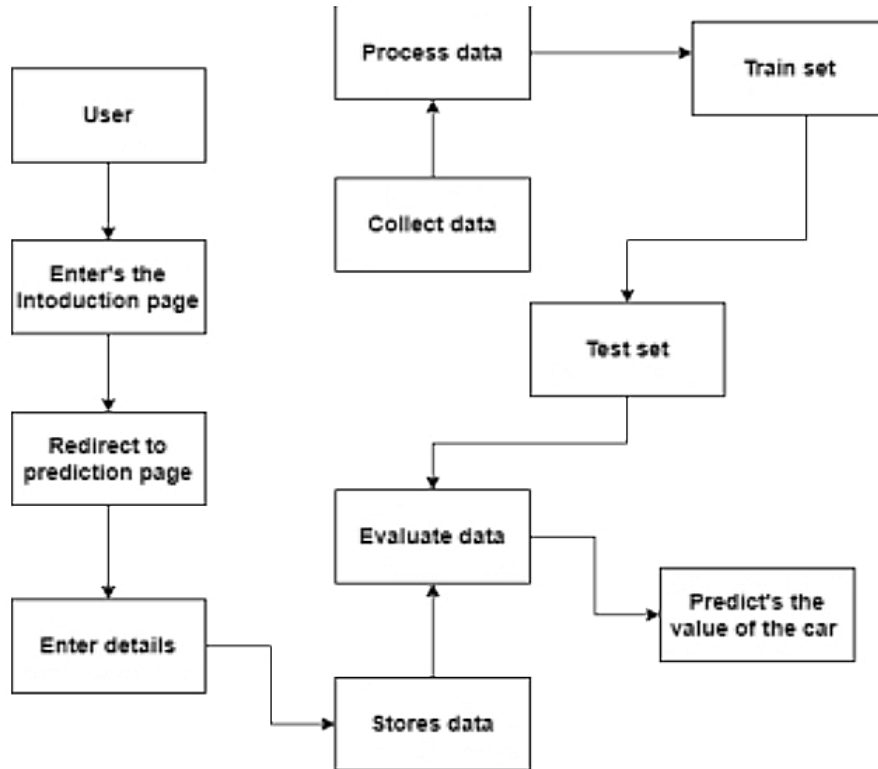 Process data
Train set
User
Collect data
Enter's the
Intoduction page
Test set
Redirect to
prediction page
Evaluate data
Predict's the
value of the car
Enter details
Stores data